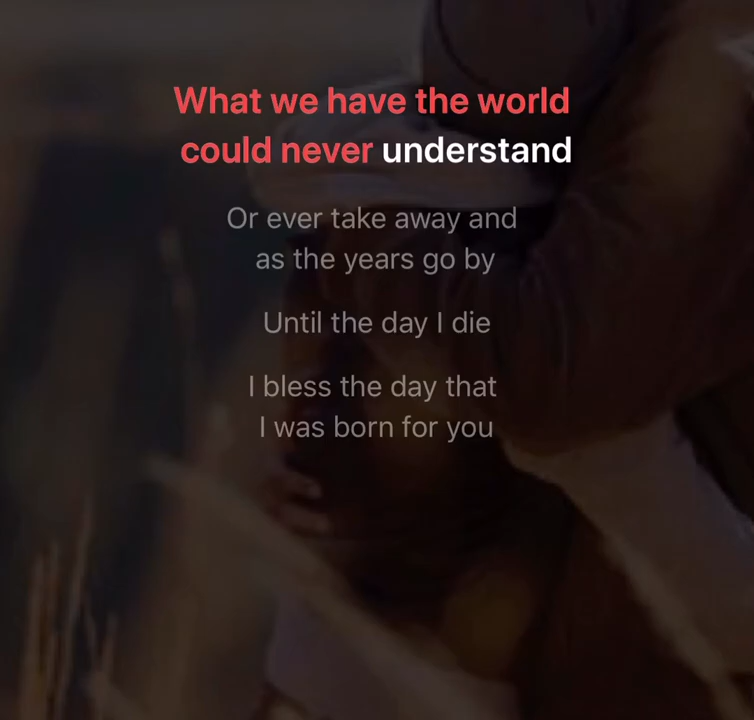 What we have the world
could never understand
Or ever take away and
as the years go by
Until the day I die
I bless the day that
I was born for you